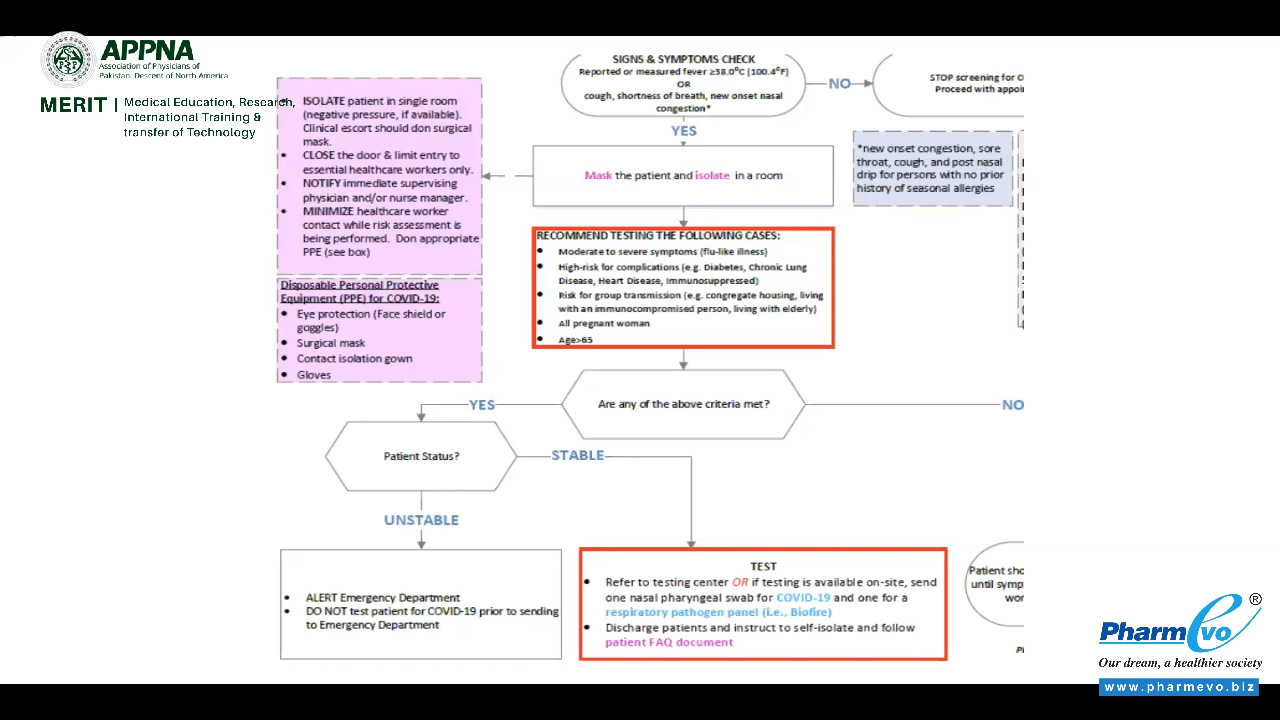 APPNA
Association of Physicians of
Pakistani Descent of North America
MERIT | Medical Education, Research,
International Training &
transfer of Technology
SIGNS & SYMPTOMS CHECK
Reported or measured fever ≥38.0°C (100.4°F)
OR
cough, shortness of breath, new onset nasal
congestion*
NO
STOP screening for
Proceed with
YES
• ISOLATE patient in single room
(negative pressure, if available).
Clinical escort should don surgical
mask.
• CLOSE the door & limit entry to
essential healthcare workers only.
• NOTIFY immediate supervising
physician and/or nurse manager.
• MINIMIZE healthcare worker
contact while risk assessment is
being performed. Don appropriate
PPE (see box)
Mask the patient and isolate in a room
*new onset congestion, sore
throat, cough, and post nasal
drip for persons with no prior
history of seasonal allergies
RECOMMEND TESTING THE FOLLOWING CASES:
• Moderate to severe symptoms (flu-like illness)
• High-risk for complications (e.g. Diabetes, Chronic Lung
Disease, Heart Disease, Immunosuppressed)
• Risk for group transmission (e.g. congregate housing, living
with an immunocompromised person, living with elderly)
• All pregnant woman
• Age>65
Disposable Personal Protective
Equipment (PPE) for COVID-19:
• Eye protection (Face shield or
goggles)
• Surgical mask
• Contact isolation gown
• Gloves
Are any of the above criteria met?
YES
NO
Patient Status?
STABLE
UNSTABLE
• ALERT Emergency Department
• DO NOT test patient for COVID-19 prior to sending
to Emergency Department
TEST
• Refer to testing center OR if testing is available on-site, send
one nasal pharyngeal swab for COVID-19 and one for a
respiratory pathogen panel (i.e., Biofire)
• Discharge patients and instruct to self-isolate and follow
patient FAQ document
Patient
until
PharmEvo®
Our dream, a healthier society
www.pharmevo.biz